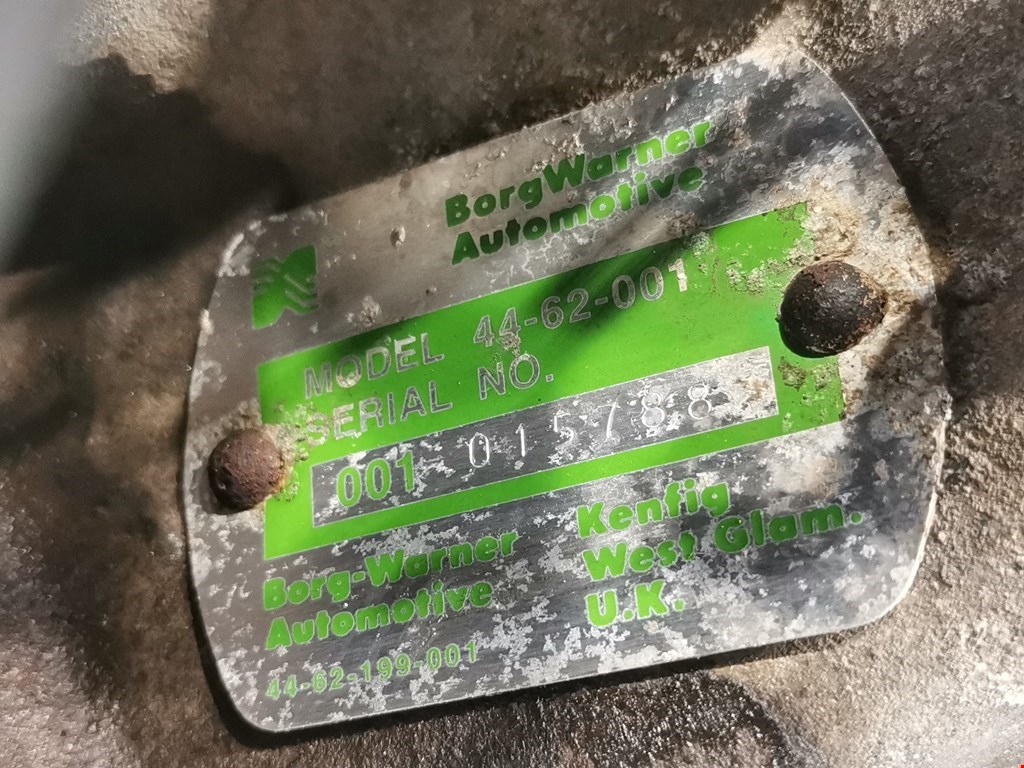 BorgWarner
Automotive
MODEL 44-62-001
SERIAL NO.
001 015788
Borg-Warner
Automotive
Kenfig
West Glam.
U.K.
44-62-199-001